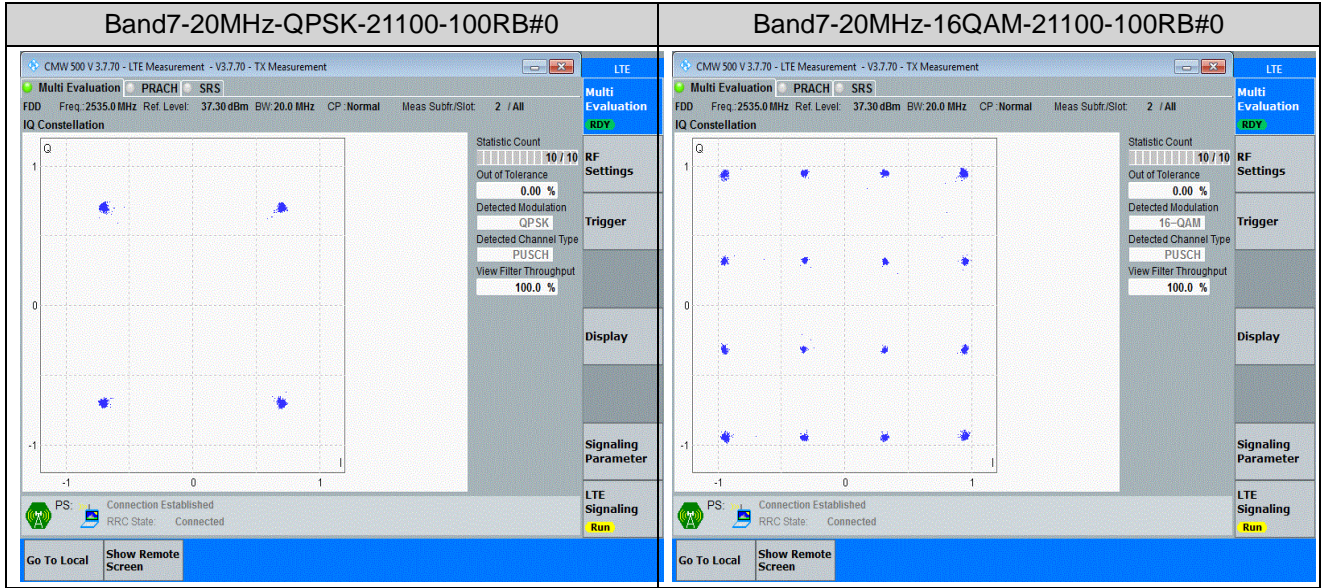 Band7-20MHz-QPSK-21100-100RB#0
CMW 500 V 3.7.70 - LTE Measurement - V3.7.70 - TX Measurement
LTE
Multi Evaluation PRACH SRS
FDD Freq.:2535.0 MHz Ref. Level: 37.30 dBm BW:20.0 MHz CP :Normal Meas Subfr./Slot: 2 / All
IQ Constellation
Multi Evaluation
RDY
Q
1
0
-1
-1 0 1
I
Statistic Count
10 / 10
Out of Tolerance
0.00 %
Detected Modulation
QPSK
Detected Channel Type
PUSCH
View Filter Throughput
100.0 %
RF Settings
Trigger
Display
Signaling Parameter
LTE Signaling
Run
PS: Connection Established
RRC State: Connected
Go To Local
Show Remote Screen
Band7-20MHz-16QAM-21100-100RB#0
CMW 500 V 3.7.70 - LTE Measurement - V3.7.70 - TX Measurement
LTE
Multi Evaluation PRACH SRS
FDD Freq.:2535.0 MHz Ref. Level: 37.30 dBm BW:20.0 MHz CP :Normal Meas Subfr./Slot: 2 / All
IQ Constellation
Multi Evaluation
RDY
Q
1
0
-1
-1 0 1
I
Statistic Count
10 / 10
Out of Tolerance
0.00 %
Detected Modulation
16-QAM
Detected Channel Type
PUSCH
View Filter Throughput
100.0 %
RF Settings
Trigger
Display
Signaling Parameter
LTE Signaling
Run
PS: Connection Established
RRC State: Connected
Go To Local
Show Remote Screen